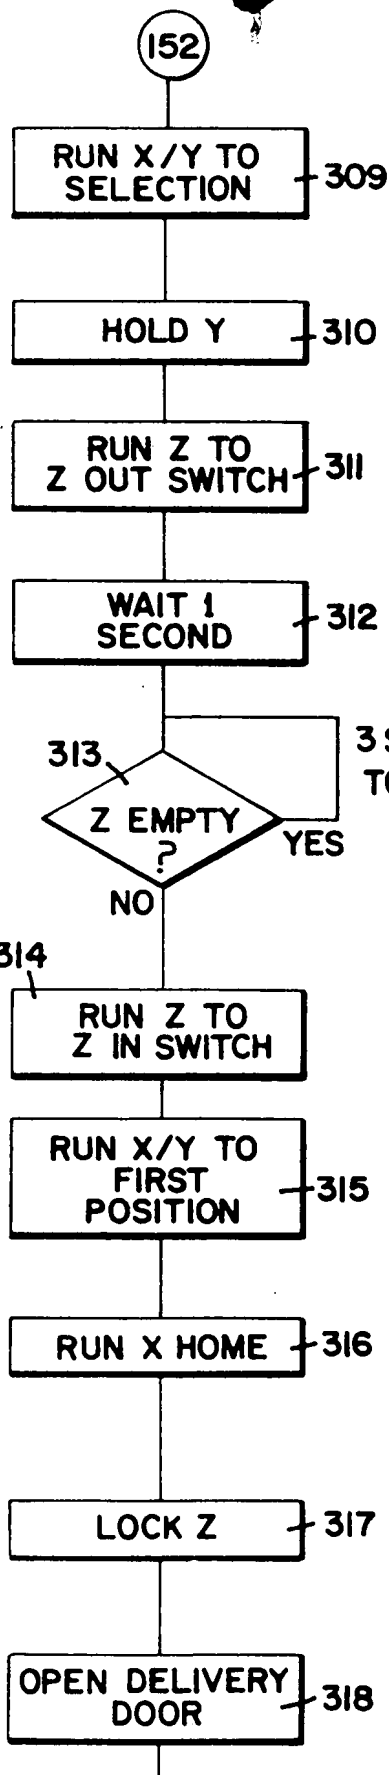 152
RUN X/Y TO
SELECTION
309
HOLD Y
310
RUN Z TO
Z OUT SWITCH
311
WAIT 1
SECOND
312
313
3
Z EMPTY
?
YES
NO
314
RUN Z TO
Z IN SWITCH
RUN X/Y TO
FIRST
POSITION
315
RUN X HOME
316
LOCK Z
317
OPEN DELIVERY
DOOR
318